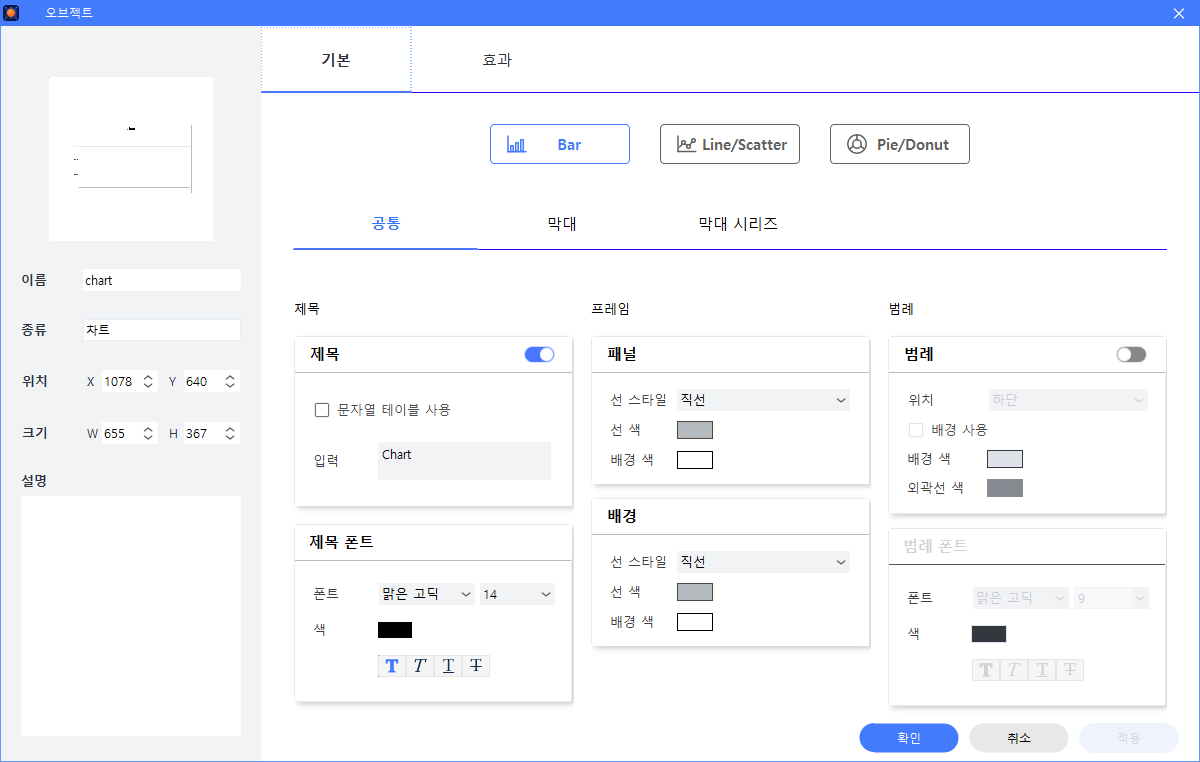 오브젝트
기본
효과
Bar
Line/Scatter
Pie/Donut
공통
막대
막대 시리즈
이름
chart
종류
차트
위치
X 1078
Y 640
크기
W 655
H 367
설명
제목
제목
문자열 테이블 사용
입력
Chart
제목 폰트
폰트
맑은 고딕
14
색
T T T T
프레임
패널
선 스타일
직선
선 색
배경 색
배경
선 스타일
직선
선 색
배경 색
범례
범례
위치
하단
배경 사용
배경 색
외곽선 색
범례 폰트
폰트
맑은 고딕
9
색
T T T T
확인
취소
적용